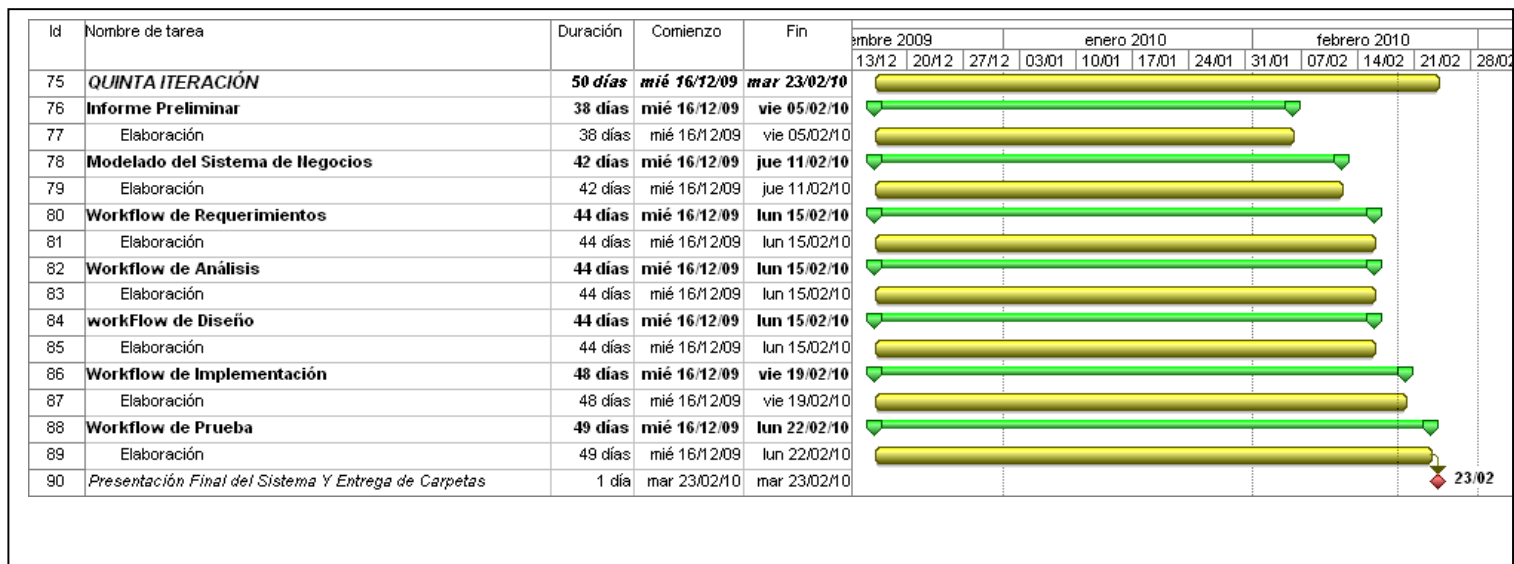 Id Nombre de tarea Duración Comienzo Fin
embre 2009 enero 2010 febrero 2010
13/12 20/12 27/12 03/01 10/01 17/01 24/01 31/01 07/02 14/02 21/02 28/02
75 QUINTA ITERACIÓN 50 días mié 16/12/09 mar 23/02/10
76 Informe Preliminar 38 días mié 16/12/09 vie 05/02/10
77 Elaboración 38 días mié 16/12/09 vie 05/02/10
78 Modelado del Sistema de Negocios 42 días mié 16/12/09 jue 11/02/10
79 Elaboración 42 días mié 16/12/09 jue 11/02/10
80 Workflow de Requerimientos 44 días mié 16/12/09 lun 15/02/10
81 Elaboración 44 días mié 16/12/09 lun 15/02/10
82 Workflow de Análisis 44 días mié 16/12/09 lun 15/02/10
83 Elaboración 44 días mié 16/12/09 lun 15/02/10
84 workFlow de Diseño 44 días mié 16/12/09 lun 15/02/10
85 Elaboración 44 días mié 16/12/09 lun 15/02/10
86 Workflow de Implementación 48 días mié 16/12/09 vie 19/02/10
87 Elaboración 48 días mié 16/12/09 vie 19/02/10
88 Workflow de Prueba 49 días mié 16/12/09 lun 22/02/10
89 Elaboración 49 días mié 16/12/09 lun 22/02/10
90 Presentación Final del Sistema Y Entrega de Carpetas 1 día mar 23/02/10 mar 23/02/10 23/02